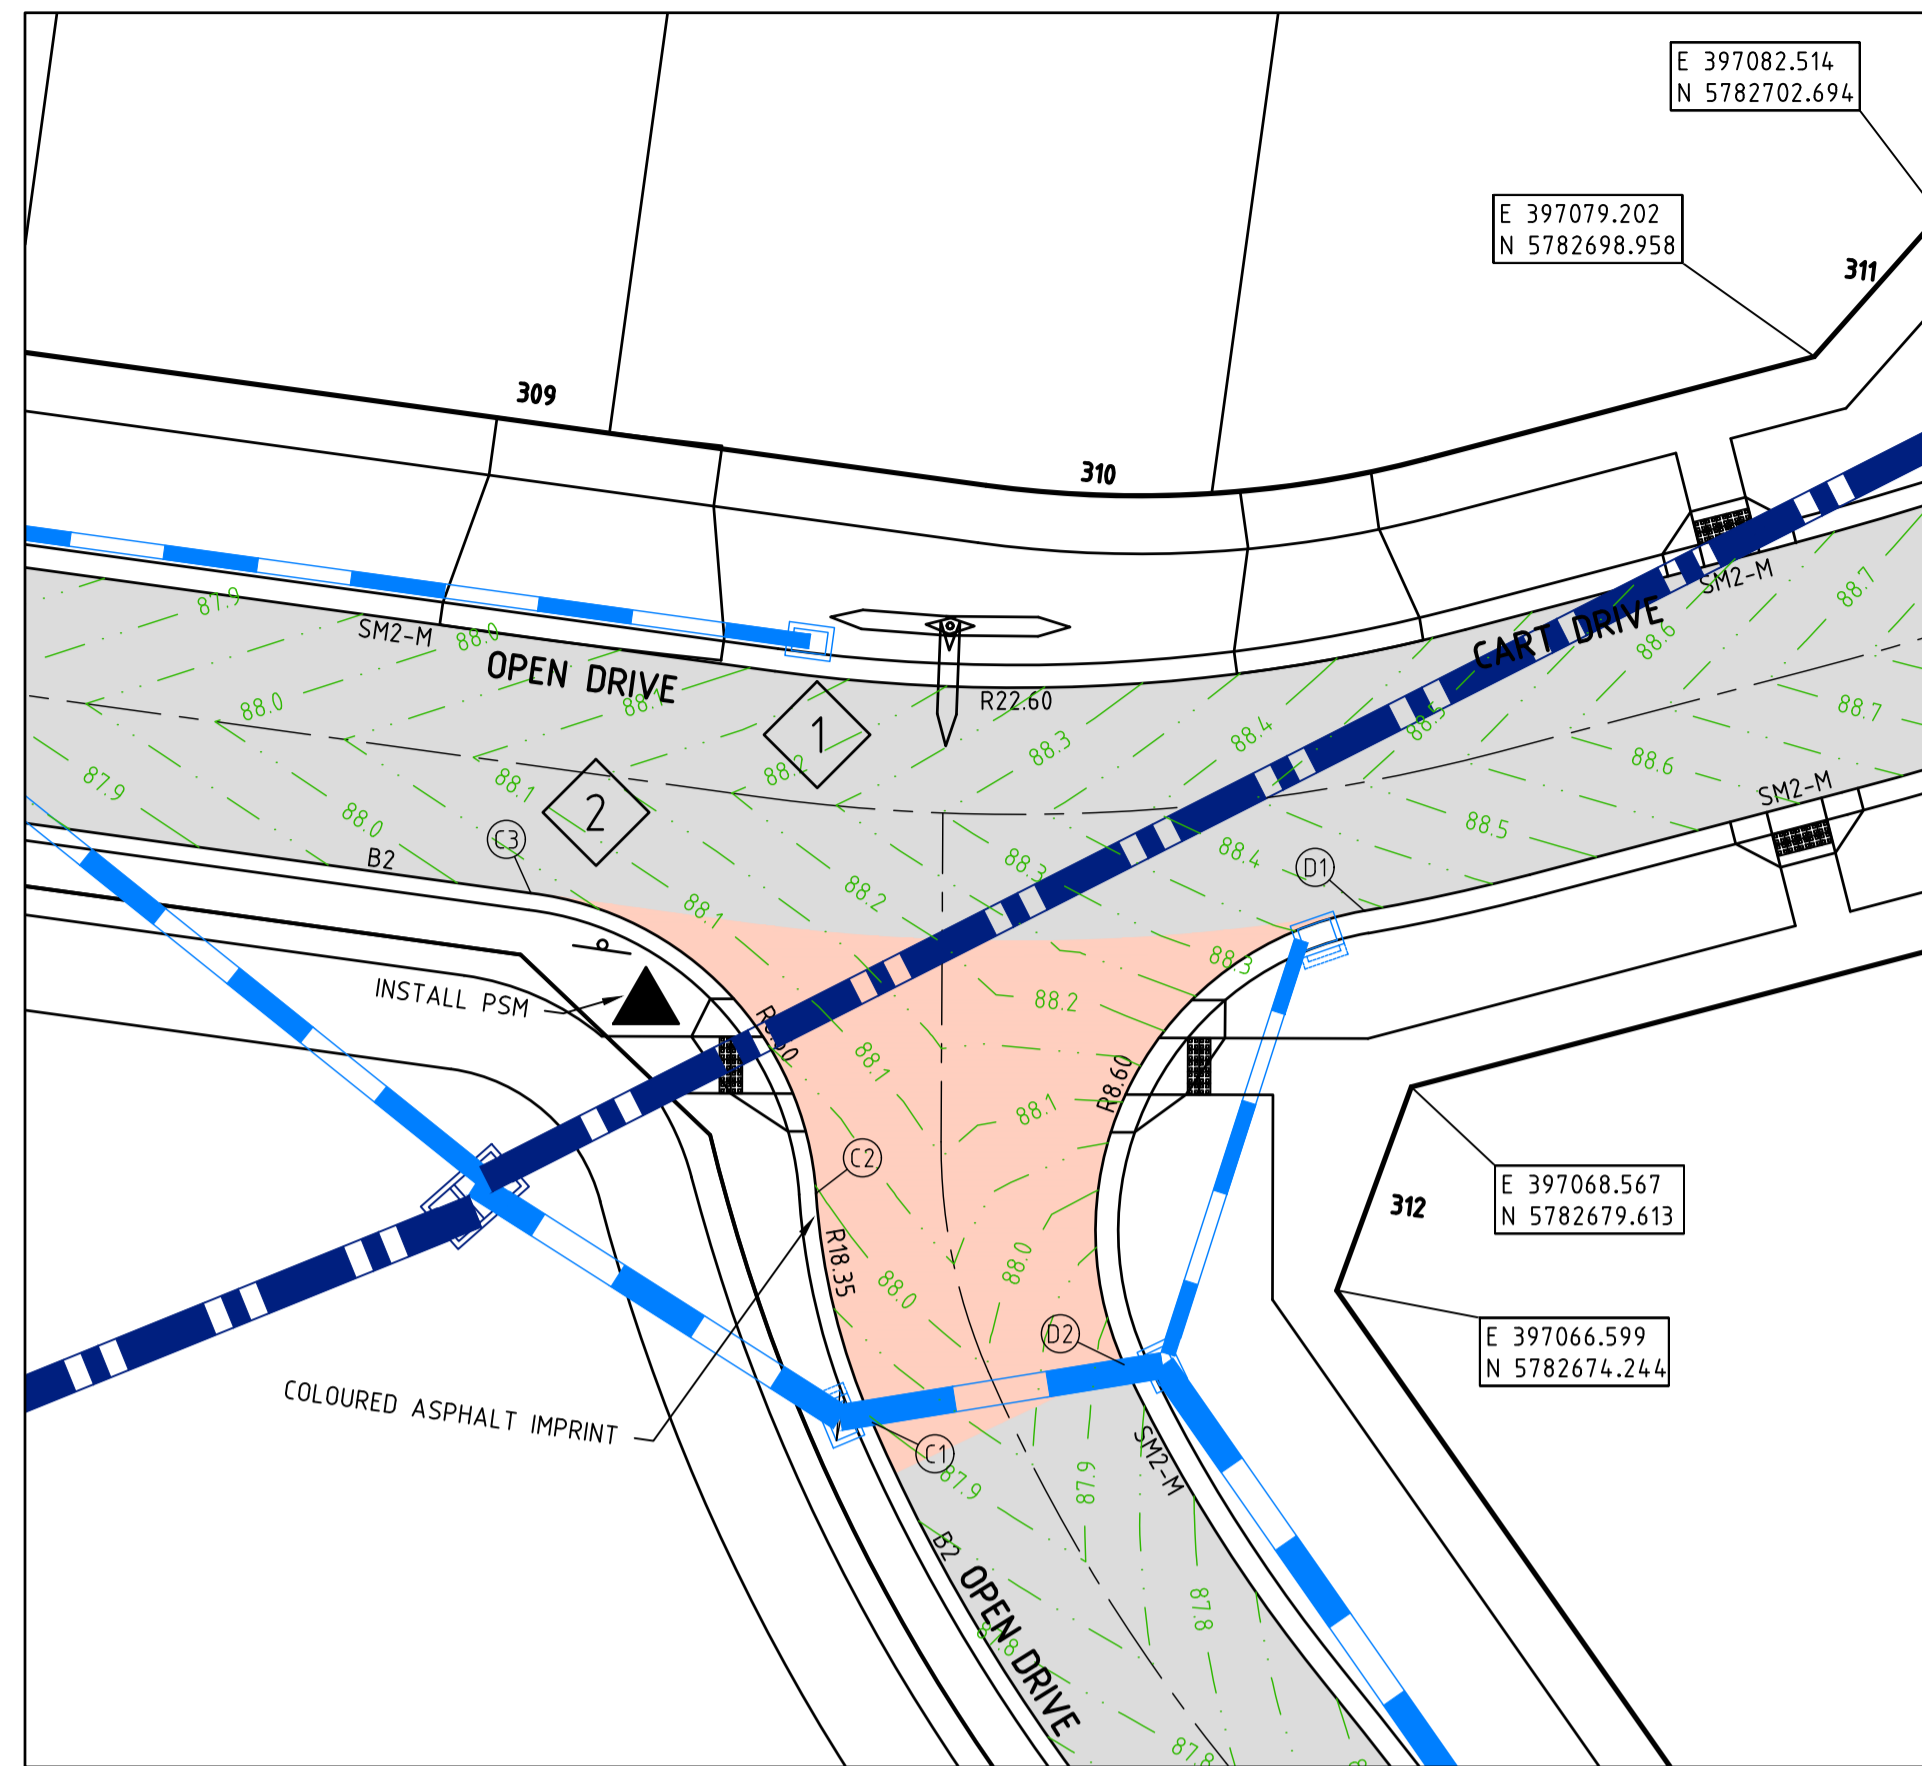 E 397082.514
N 5782702.694
E 397079.202
N 5782698.958
311
309
310
87.9
SM2-M
88.0
OPEN DRIVE
88.0
1
R22.60
88.3
88.4
CART DRIVE
SM2-M
88.6
88.7
88.7
88.6
88.2
88.1
2
87.9
88.0
B2
C3
88.5
SM2-M
88.5
88.4
D1
88.3
88.2
88.1
88.3
88.2
INSTALL PSM
88.1
88.1
R8.60
C2
E 397068.567
N 5782679.613
312
R18.35
88.0
88.0
D2
E 397066.599
N 5782674.244
COLOURED ASPHALT IMPRINT
C1
87.9
87.9
SM2-M
B2
OPEN DRIVE
87.8
87.8
87.8